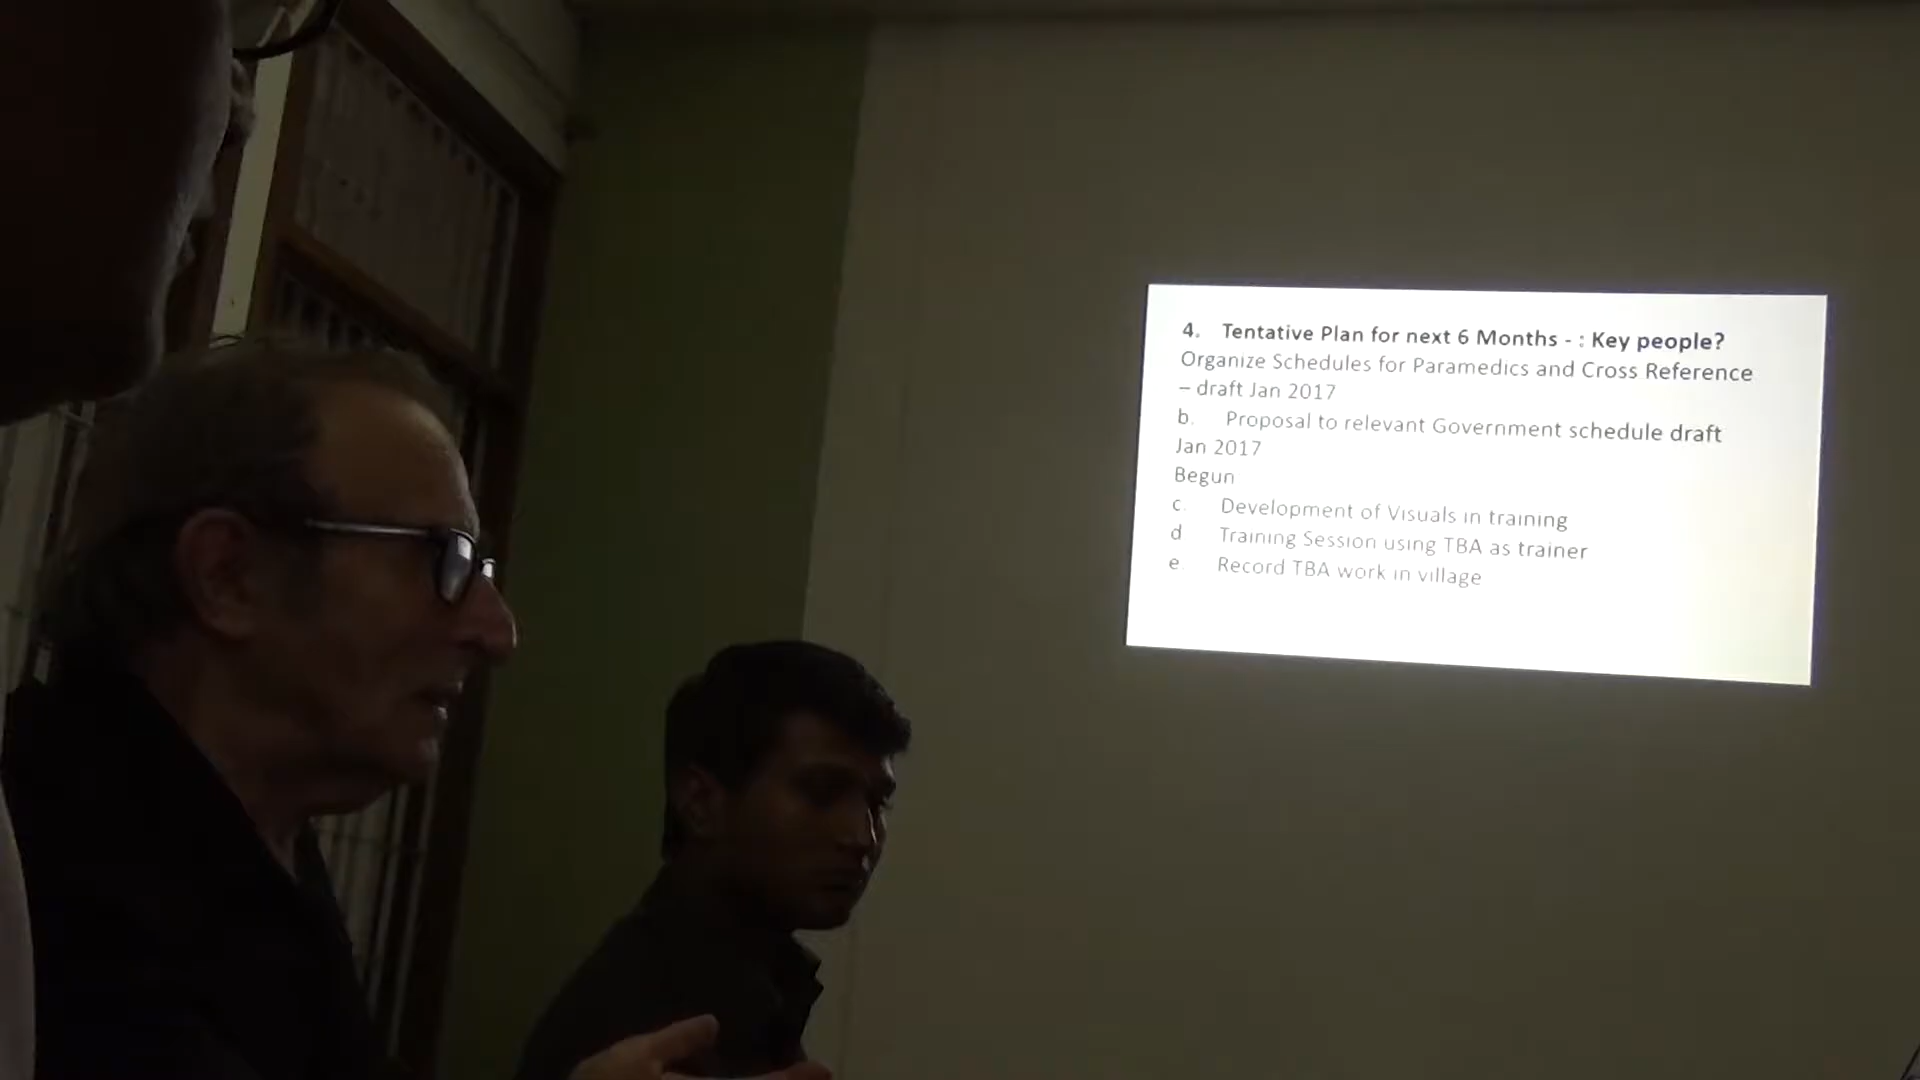 4. Tentative Plan for next 6 Months - : Key people?
Organize Schedules for Paramedics and Cross Reference
– draft Jan 2017
b. Proposal to relevant Government schedule draft
Jan 2017
Begun
c. Development of Visuals in training
d Training Session using TBA as trainer
e. Record TBA work in village